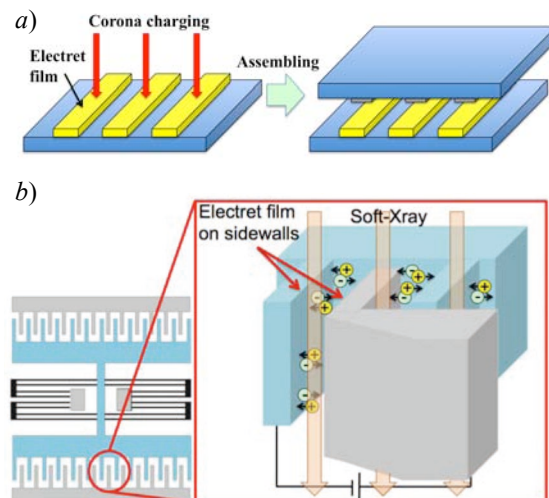 a)
Corona charging
Electret
film
Assembling
b)
Electret film
on sidewalls
Soft-Xray